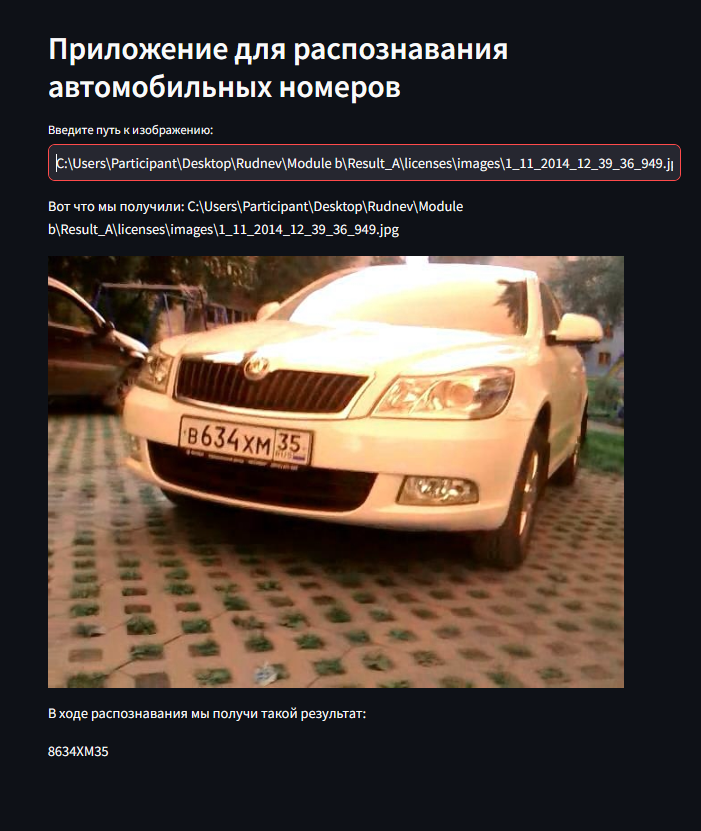 Приложение для распознавания
автомобильных номеров
Введите путь к изображению:
C:\Users\Participant\Desktop\Rudnev\Module b\Result_A\licenses\images\1_11_2014_12_39_36_949.j
Вот что мы получили: C:\Users\Participant\Desktop\Rudnev\Module
b\Result_A\licenses\images\1_11_2014_12_39_36_949.jpg
В634ХМ 35
RUS
В ходе распознавания мы получи такой результат:
8634XM35